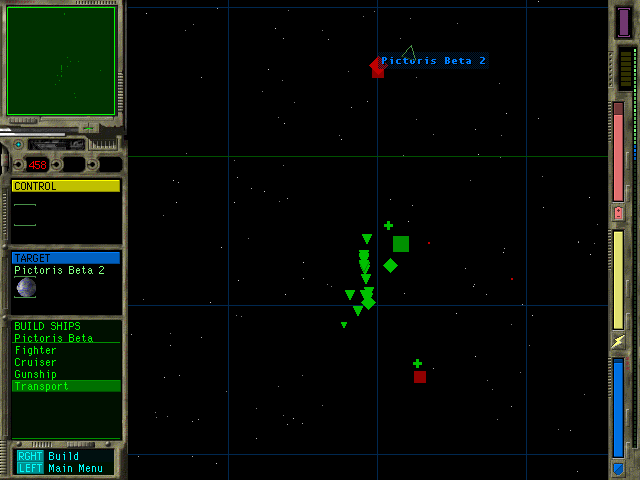 Pictoris Beta 2
458
CONTROL
TARGET
Pictoris Beta 2
BUILD SHIPS
Pictoris Beta
Fighter
Cruiser
Gunship
Transport
RGHT Build
LEFT Main Menu